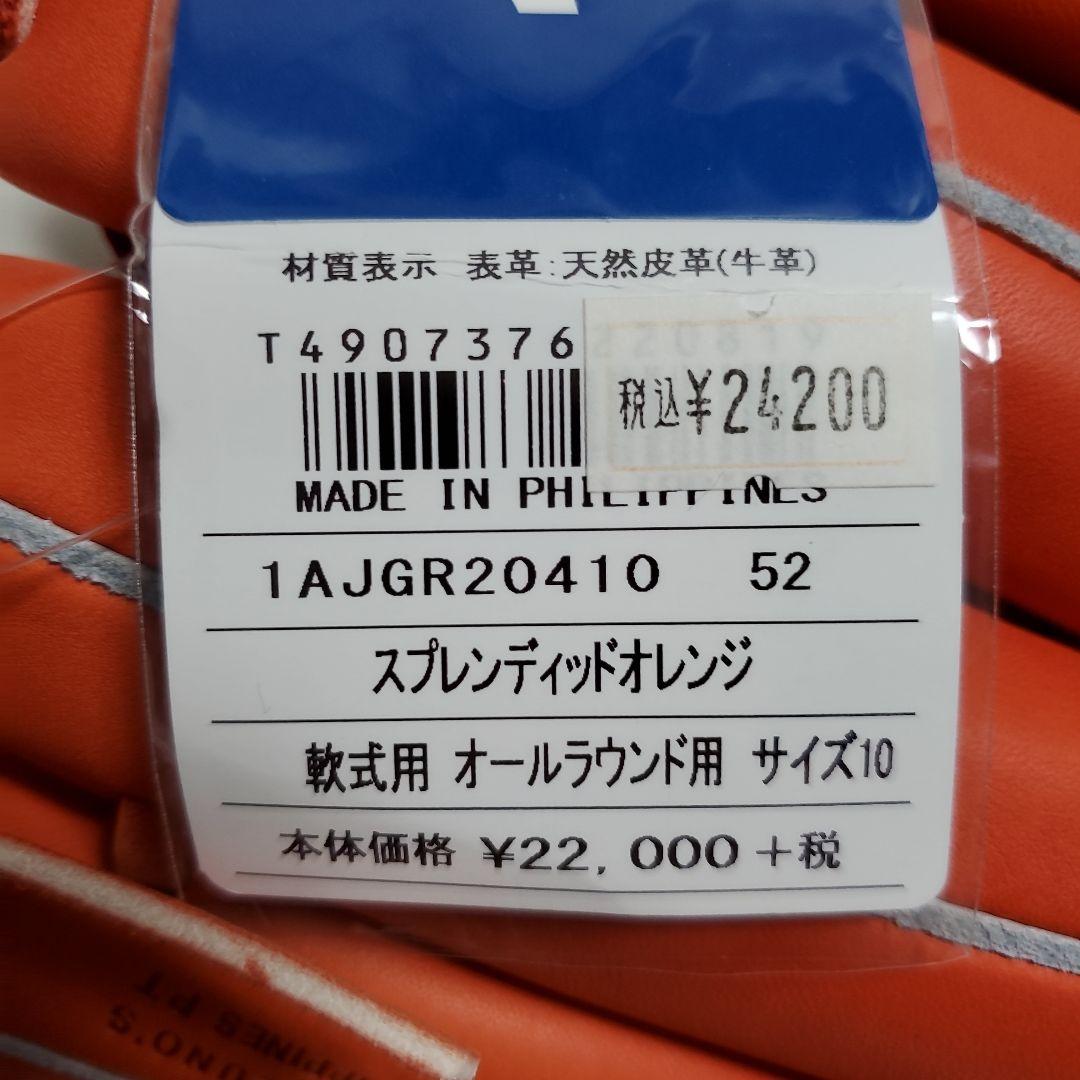 材質表示 表革:天然皮革(牛革)
T4907376220819
税込¥24200
MADE IN PHILIPPINES
1AJGR20410 52
スプレンディッドオレンジ
軟式用 オールラウンド用 サイズ10
本体価格 ¥22,000+税